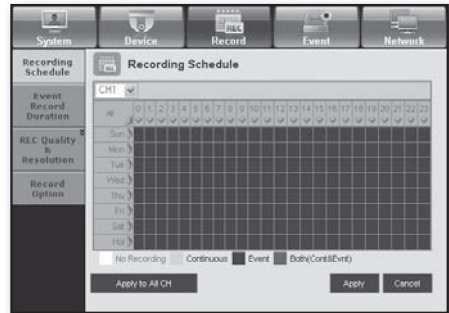 System Device Record Event Network
Recording Schedule
Recording
Schedule
Event
Record
Duration
REC Quality
&
Resolution
Record
Option
CH1
All 0 1 2 3 4 5 6 7 8 9 10 11 12 13 14 15 16 17 18 19 20 21 22 23
Sun
Mon
Tue
Wed
Thu
Fri
Sat
Hol
No Recording Continuous Event Both(Cont&Evnt)
Apply to All CH Apply Cancel